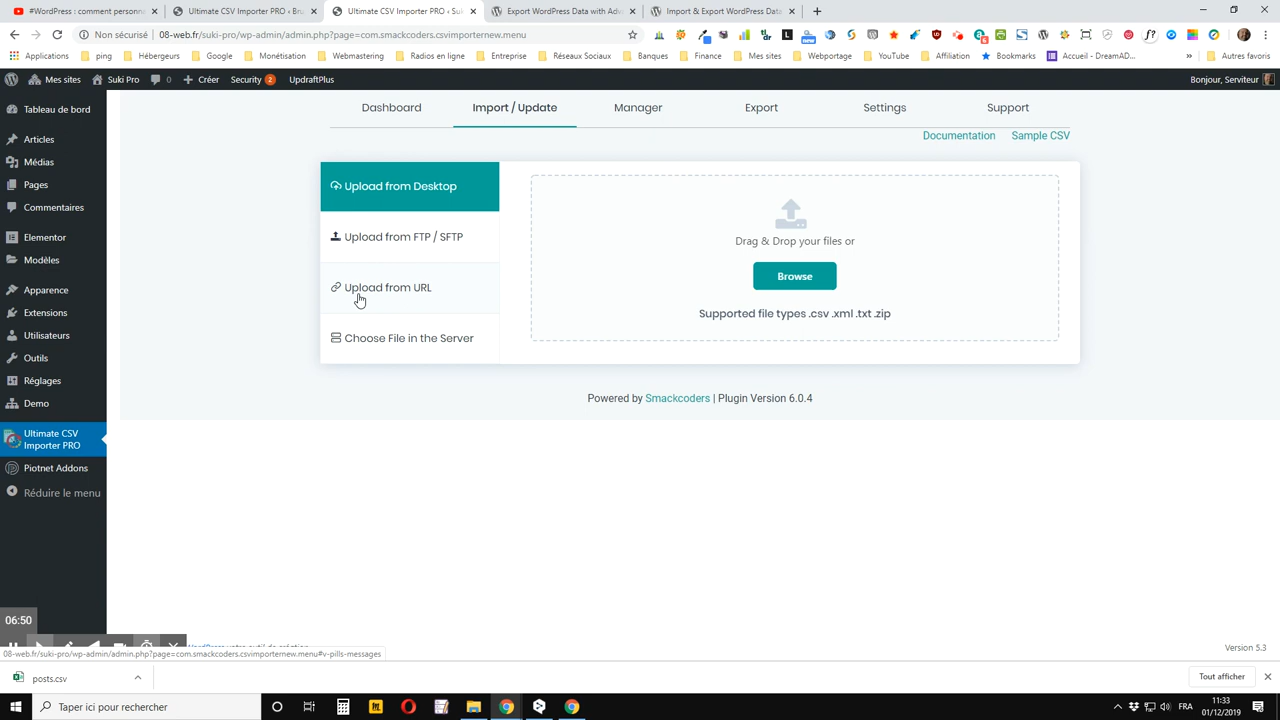 #WordPress : comment personna
Ultimate CSV Importer PRO ‹ Bru
Ultimate CSV Importer PRO ‹ Suk
Export WordPress Data with Adva
Import & Export WordPress Data
Non sécurisé 08-web.fr/suki-pro/wp-admin/admin.php?page=com.smackcoders.csvimporternew.menu
Applications ping Hébergeurs Google Monétisation Webmastering Radios en ligne Entreprise Réseaux Sociaux Banques Finance Mes sites Webportage YouTube Affiliation Bookmarks Accueil - DreamAD... » Autres favoris
Mes sites Suki Pro 0 Créer Security 2 UpdraftPlus Bonjour, Serviteur
Tableau de bord
Articles
Médias
Pages
Commentaires
Elementor
Modèles
Apparence
Extensions
Utilisateurs
Outils
Réglages
Demo
Ultimate CSV
Importer PRO
Piotnet Addons
Réduire le menu
Dashboard Import / Update Manager Export Settings Support
Documentation Sample CSV
Upload from Desktop
Upload from FTP / SFTP
Upload from URL
Choose File in the Server
Drag & Drop your files or
Browse
Supported file types .csv .xml .txt .zip
Powered by Smackcoders | Plugin Version 6.0.4
06:50
Version 5.3
08-web.fr/suki-pro/wp-admin/admin.php?page=com.smackcoders.csvimporternew.menu#v-pills-messages
posts.csv
Tout afficher
Taper ici pour rechercher
FRA
11:33
01/12/2019